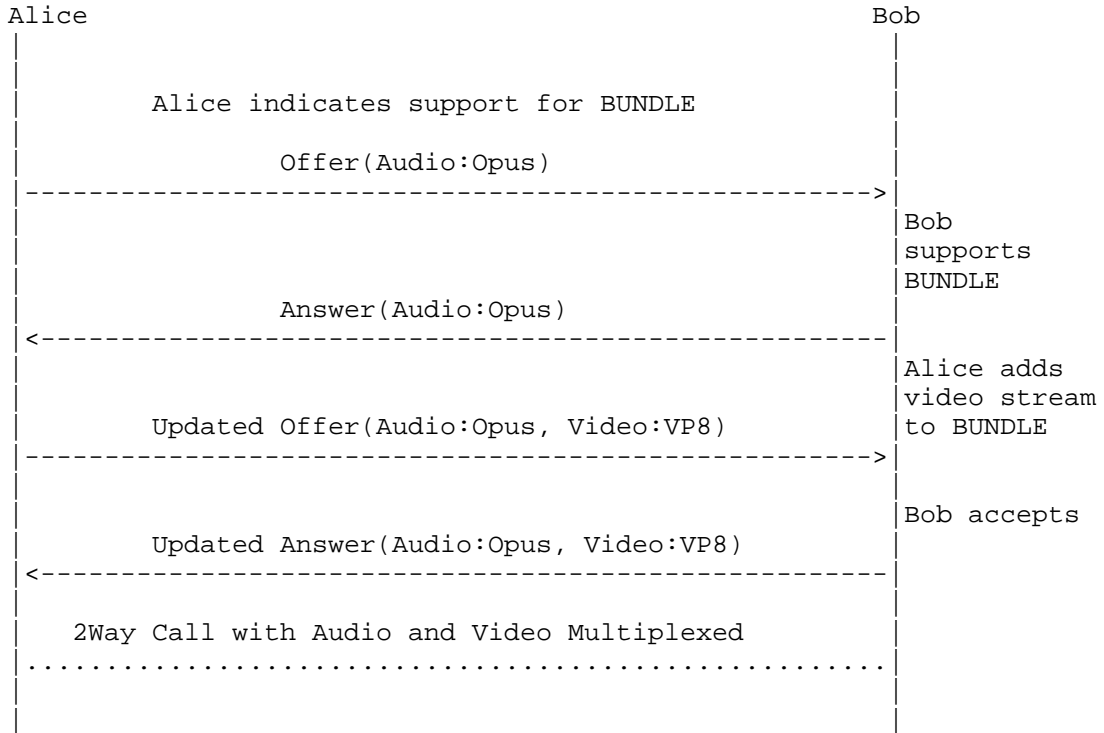 Alice Bob
Alice indicates support for BUNDLE
Offer(Audio:Opus)
Bob
supports
BUNDLE
Answer(Audio:Opus)
Alice adds
video stream
to BUNDLE
Updated Offer(Audio:Opus, Video:VP8)
Bob accepts
Updated Answer(Audio:Opus, Video:VP8)
2Way Call with Audio and Video Multiplexed